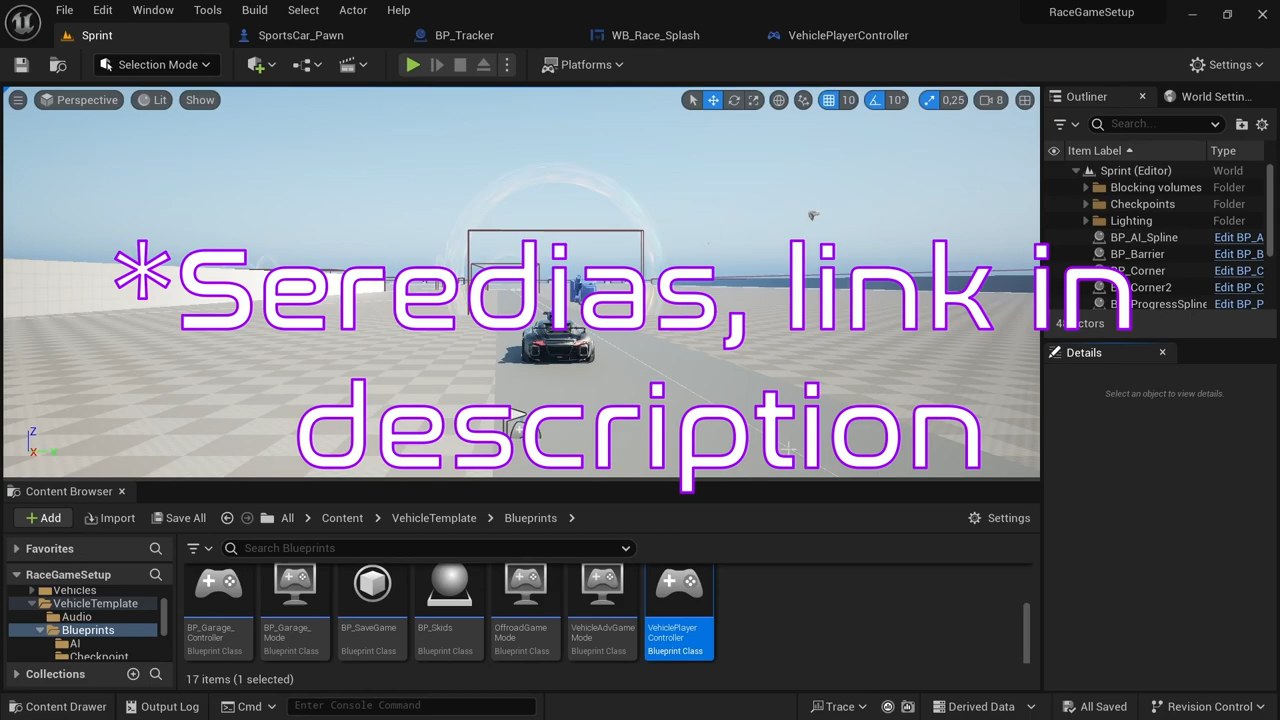 File Edit Window Tools Build Select Actor Help
RaceGameSetup
Sprint SportsCar_Pawn BP_Tracker WB_Race_Splash VehiclePlayerController
Selection Mode Platforms Settings
Perspective Lit Show 10 10° 0,25 8
Outliner World Settin...
Search...
Item Label Type
Sprint (Editor) World
Blocking volumes Folder
Checkpoints Folder
Lighting Folder
BP_AI_Spline Edit BP_A
BP_Barrier Edit BP_B
BP_Corner Edit BP_C
Corner2 Edit BP_C
BP_ProgressSpline Edit BP_P
*Seredias, link in
description
Details
Select an object to view details.
Z
X
Content Browser
Add Import Save All All Content VehicleTemplate Blueprints Settings
Favorites
Search Blueprints
RaceGameSetup
Vehicles
VehicleTemplate
Audio
Blueprints
AI
Checkpoint
Collections
BP_Garage_
Controller
Blueprint Class
BP_Garage_
Mode
Blueprint Class
BP_SaveGame
Blueprint Class
BP_Skids
Blueprint Class
OffroadGame
Mode
Blueprint Class
VehicleAdvGame
Mode
Blueprint Class
VehiclePlayer
Controller
Blueprint Class
17 items (1 selected)
Content Drawer Output Log Cmd Enter Console Command Trace Derived Data All Saved Revision Control